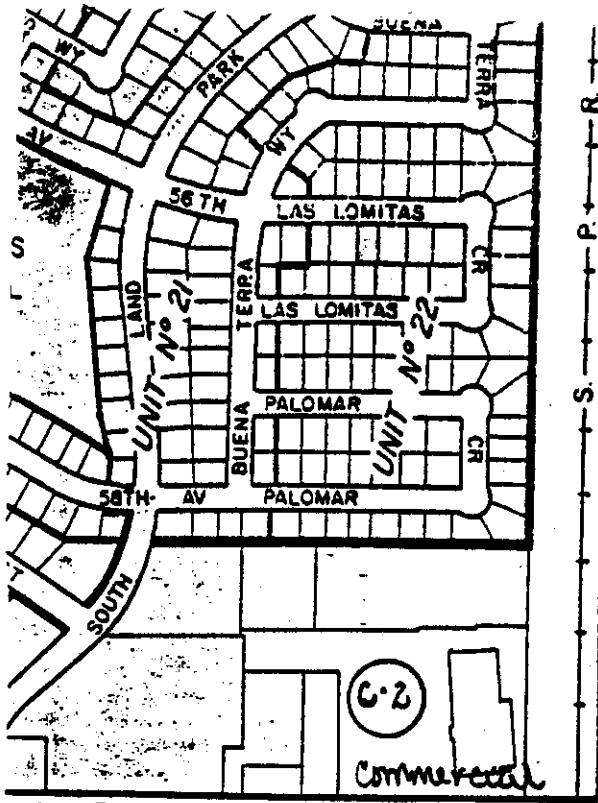 BUENA
TERRA
WY
PARK
WY
AV
56 TH
LAS LOMITAS
CR
S
L
LAND
UNIT Nº 21
TERRA
LAS LOMITAS
UNIT Nº 22
PALOMAR
BUENA
CR
58TH AV
PALOMAR
SOUTH
C-2
Commercial
S. P. R. R.